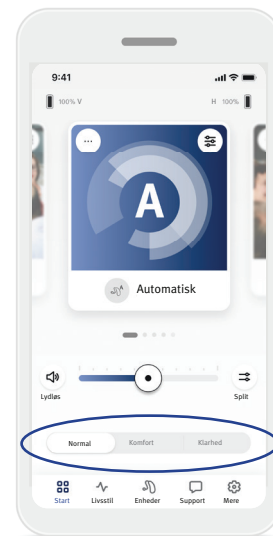 9:41
100% V
H 100%
A
A
Automatisk
Lydløs
Split
Normal Komfort Klarhed
Start Livsstil Enheder Support Mere